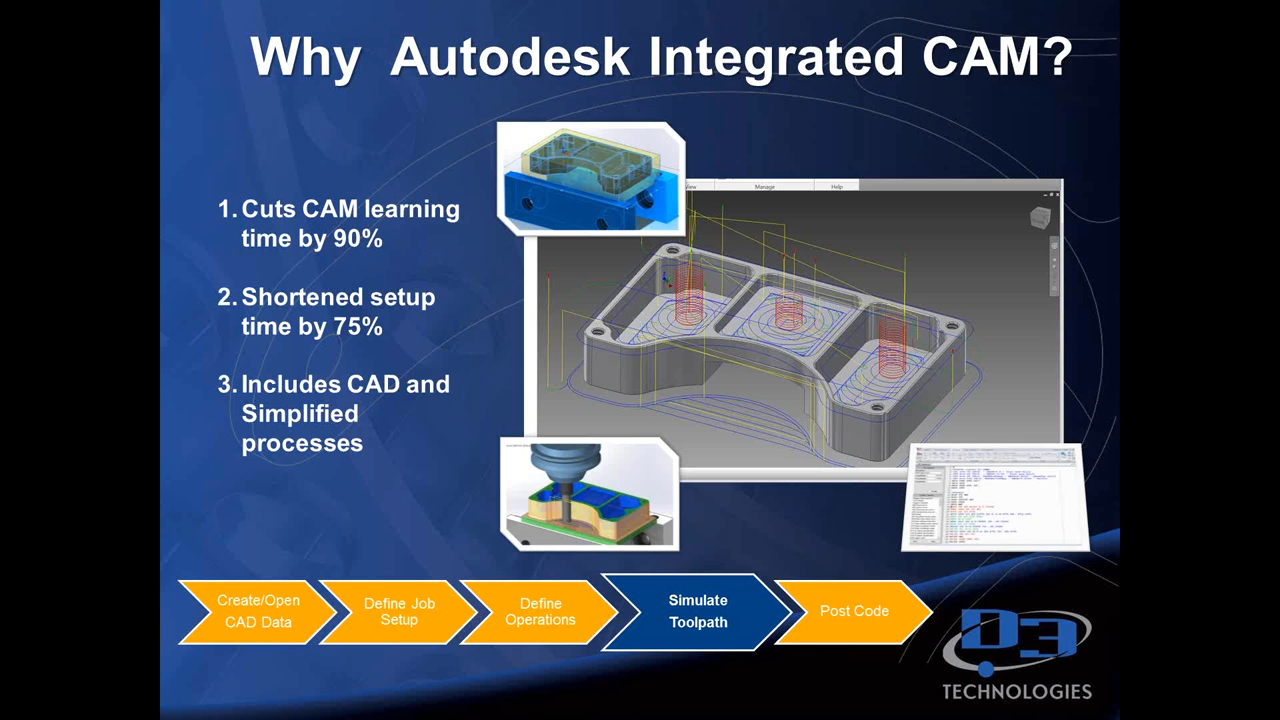 Why Autodesk Integrated CAM?
1. Cuts CAM learning
time by 90%
2. Shortened setup
time by 75%
3. Includes CAD and
Simplified
processes
View
Manage
Help
Create/Open
CAD Data
Define Job
Setup
Define
Operations
Simulate
Toolpath
Post Code
D3
TECHNOLOGIES